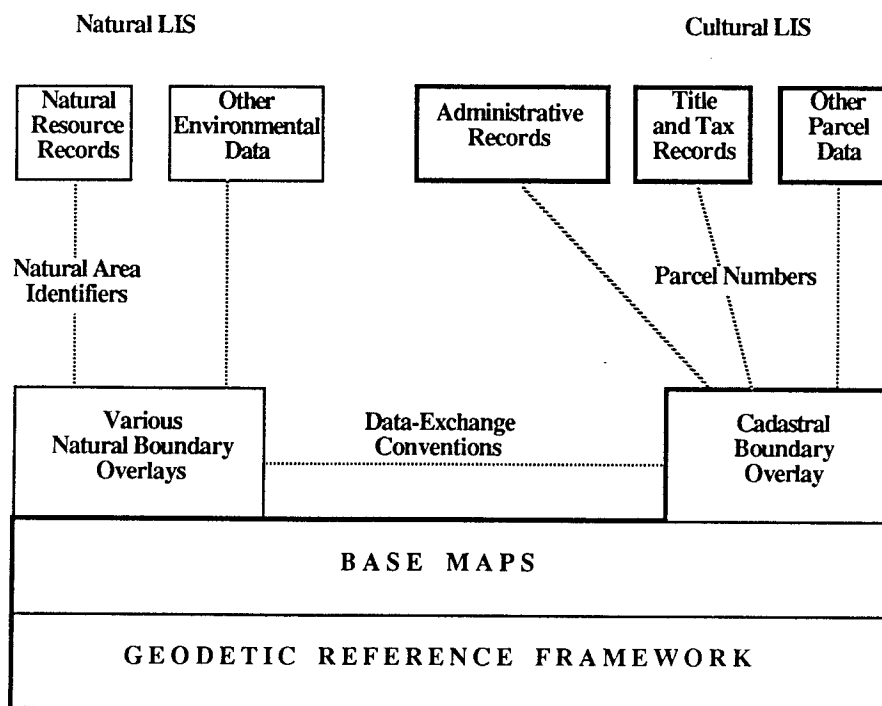 Natural LIS
Cultural LIS
Natural
Resource
Records
Other
Environmental
Data
Administrative
Records
Title
and Tax
Records
Other
Parcel
Data
Natural Area
Identifiers
Parcel Numbers
Various
Natural Boundary
Overlays
Data-Exchange
Conventions
Cadastral
Boundary
Overlay
BASE MAPS
GEODETIC REFERENCE FRAMEWORK